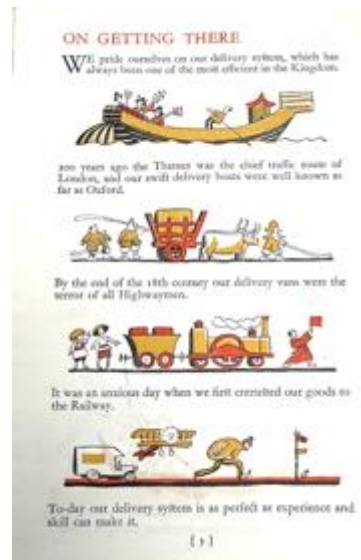 ON GETTING THERE
WE pride ourselves on our delivery system, which has
always been one of the most efficient in the Kingdom.
200 years ago the Thames was the chief traffic route of
London, and our swift delivery boats were well known as
far as Oxford.
By the end of the 18th century our delivery vans were the
terror of all Highwaymen.
It was an anxious day when we first entrusted our goods to
the Railway.
To-day our delivery system is as perfect as experience and
skill can make it.
[ 3 ]